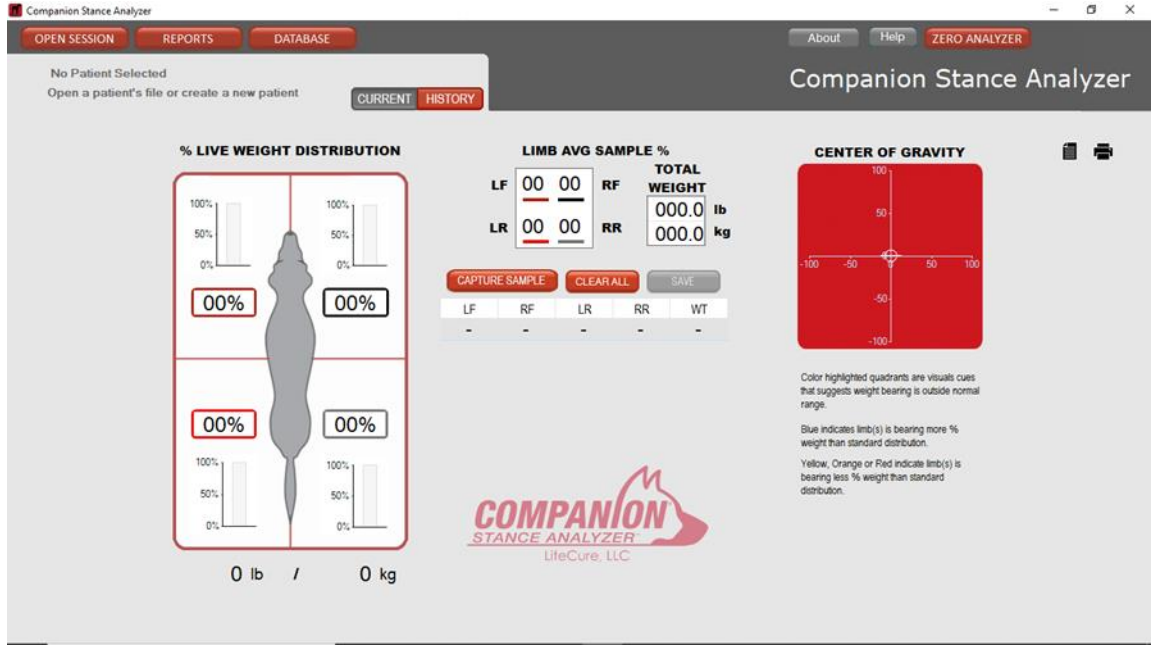 Companion Stance Analyzer
OPEN SESSION REPORTS DATABASE About Help ZERO ANALYZER
No Patient Selected
Open a patient's file or create a new patient
CURRENT HISTORY
Companion Stance Analyzer
% LIVE WEIGHT DISTRIBUTION
100% 100%
50% 50%
0% 0%
00% 00%
00% 00%
100% 100%
50% 50%
0% 0%
0 lb / 0 kg
LIMB AVG SAMPLE %
LF 00 00 RF
LR 00 00 RR
TOTAL
WEIGHT
000.0 lb
000.0 kg
CAPTURE SAMPLE CLEAR ALL SAVE
LF RF LR RR WT
- - - - -
COMPANION
STANCE ANALYZER™
LiteCure, LLC
CENTER OF GRAVITY
100
50
-100 -50 50 100
-50
-100
Color highlighted quadrants are visuals cues
that suggests weight bearing is outside normal
range.
Blue indicates limb(s) is bearing more %
weight than standard distribution.
Yellow, Orange or Red indicate limb(s) is
bearing less % weight than standard
distribution.